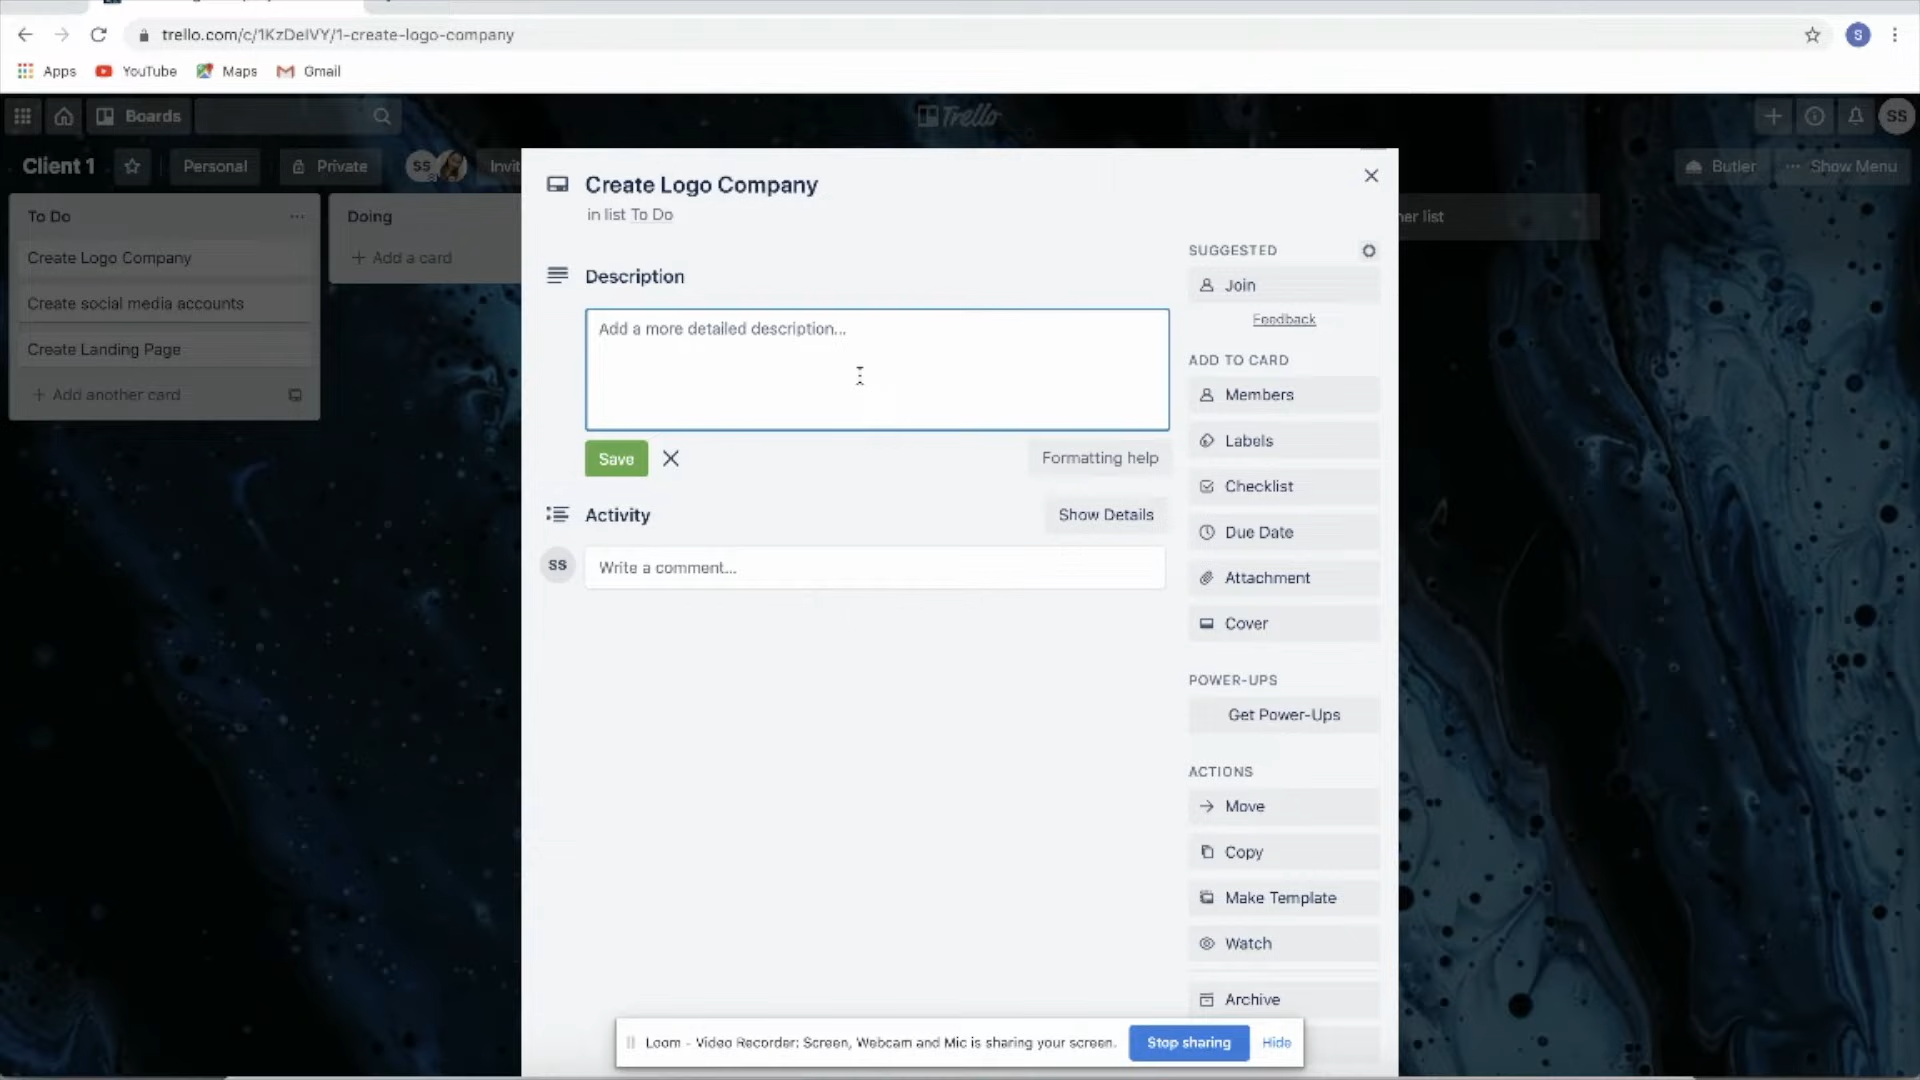 trello.com/c/1KzDelVY/1-create-logo-company
S
Apps
YouTube
Maps
Gmail
Boards
Trello
SS
Client 1
Personal
Private
SS
Invit
Butler
Show Menu
To Do
Create Logo Company
Create social media accounts
Create Landing Page
Add another card
Doing
Add a card
her list
Create Logo Company
in list To Do
Description
Add a more detailed description...
Save
Formatting help
Activity
Show Details
SS
Write a comment...
SUGGESTED
Join
Feedback
ADD TO CARD
Members
Labels
Checklist
Due Date
Attachment
Cover
POWER-UPS
Get Power-Ups
ACTIONS
Move
Copy
Make Template
Watch
Archive
Loom - Video Recorder: Screen, Webcam and Mic is sharing your screen.
Stop sharing
Hide